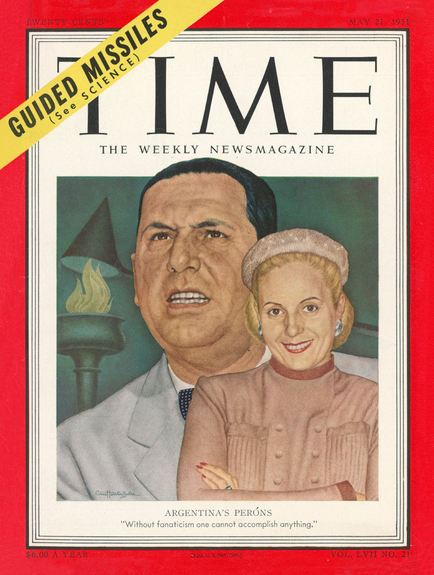 TWENTY CENTS
MAY 21, 1951
GUIDED MISSILES
(See SCIENCE)
TIME
THE WEEKLY NEWSMAGAZINE
ARGENTINA'S PERÓNS
"Without fanaticism one cannot accomplish anything."
$6.00 A YEAR
VOL. LVII NO. 21